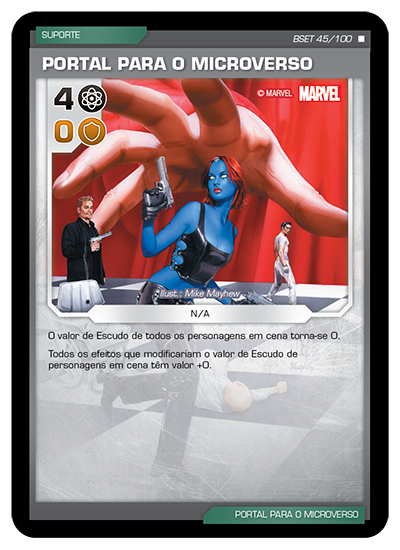 SUPORTE
BSET 45/100
PORTAL PARA O MICROVERSO
4
0
© MARVEL MARVEL
Ilust.: Mike Mayhew
N/A
O valor de Escudo de todos os personagens em cena torna-se 0.
Todos os efeitos que modificariam o valor de Escudo de
personagens em cena têm valor +0.
PORTAL PARA O MICROVERSO